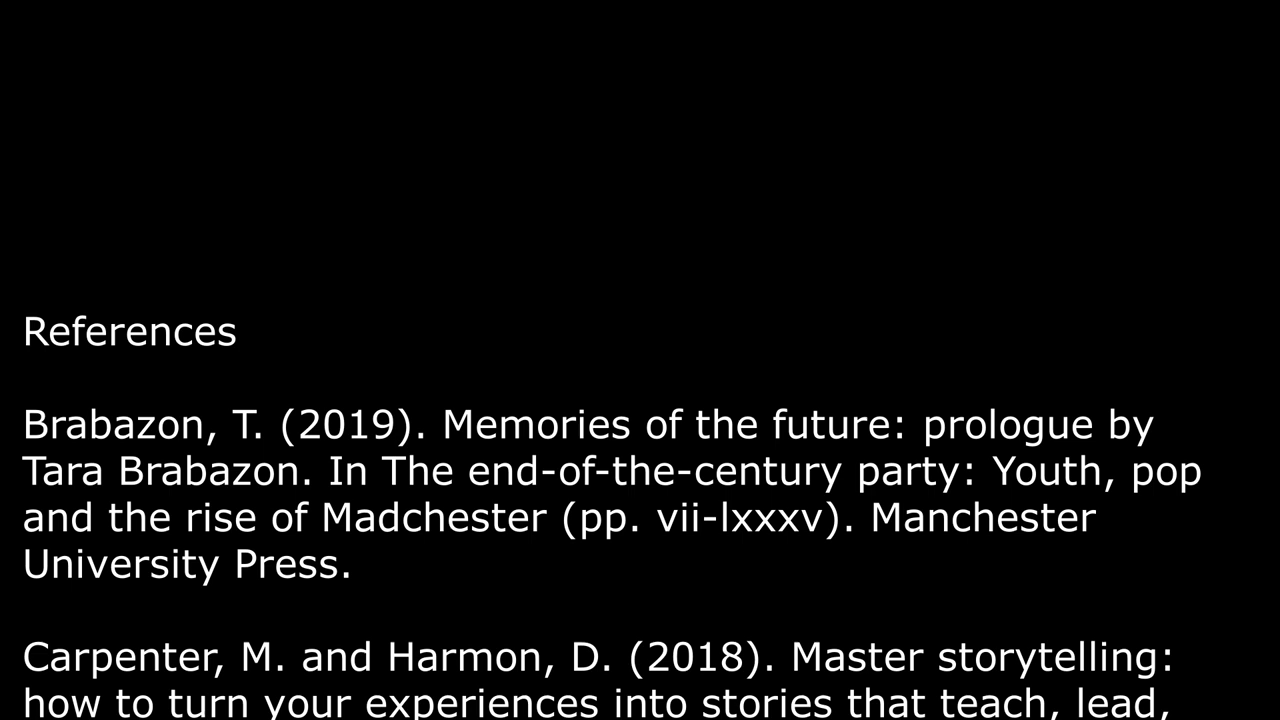 References
Brabazon, T. (2019). Memories of the future: prologue by
Tara Brabazon. In The end-of-the-century party: Youth, pop
and the rise of Madchester (pp. vii-lxxxv). Manchester
University Press.
Carpenter, M. and Harmon, D. (2018). Master storytelling:
how to turn your experiences into stories that teach, lead,